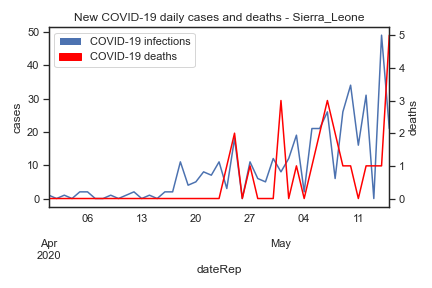 New COVID-19 daily cases and deaths - Sierra_Leone
COVID-19 infections
COVID-19 deaths
50
40
30
20
10
0
cases
5
4
3
2
1
0
deaths
06
13
20
27
04
11
Apr
2020
May
dateRep